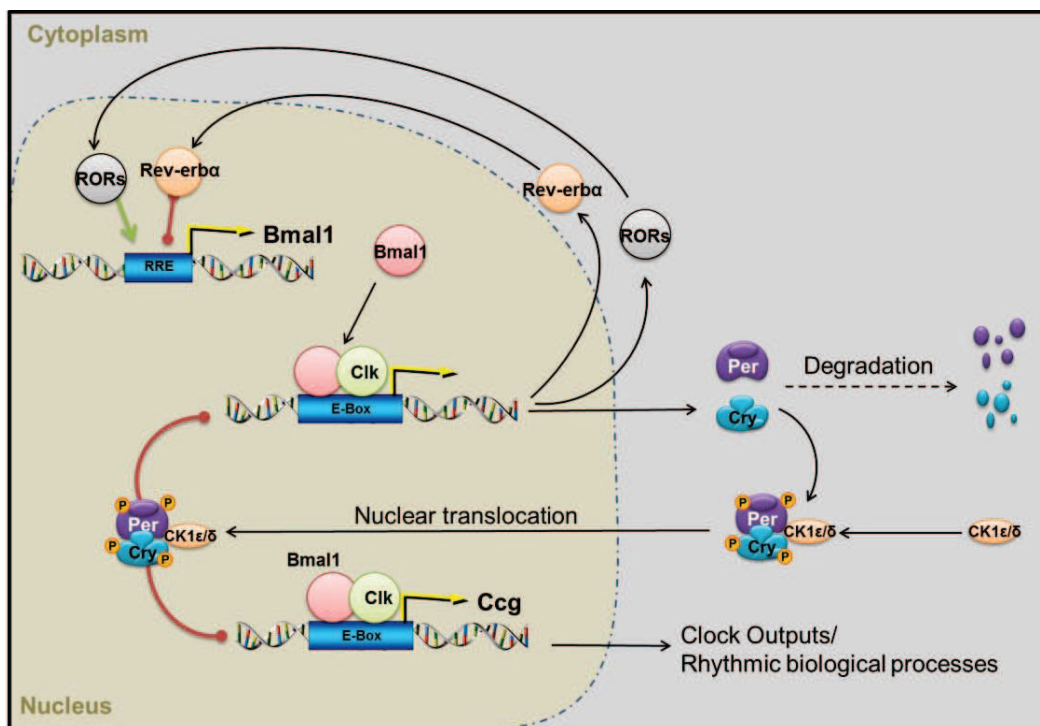 Cytoplasm
RORs
Rev-erbα
Rev-erbα
RORs
Bmal1
RRE
Bmal1
Clk
E-Box
Per
Degradation
Cry
P
P
Per
CK1ε/δ
Cry
P
P
Nuclear translocation
P
P
Per
CK1ε/δ
Cry
P
P
CK1ε/δ
Bmal1
Clk
Ccg
E-Box
Clock Outputs/
Rhythmic biological processes
Nucleus